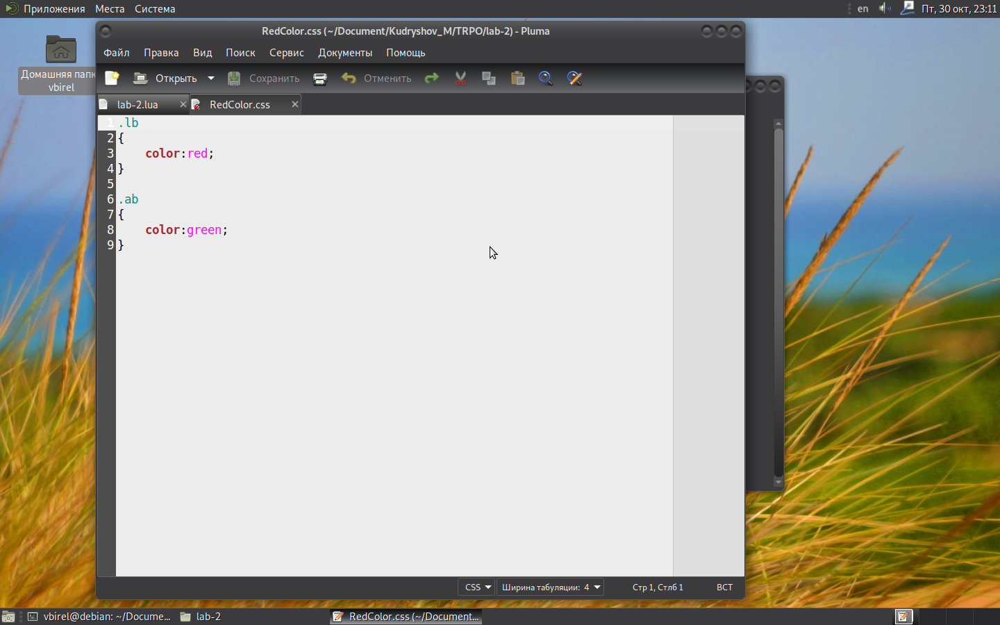 Приложения Места Система en Пт, 30 окт, 23:11
Домашняя папк
vbirel
RedColor.css (~/Document/Kudryshov_M/TRPO/lab-2) - Pluma
Файл Правка Вид Поиск Сервис Документы Помощь
Открыть Сохранить Отменить
lab-2.lua RedColor.css
1 .lb
2 {
3 color:red;
4 }
5
6 .ab
7 {
8 color:green;
9 }
CSS Ширина табуляции: 4 Стр 1, Стлб 1 ВСТ
vbirel@debian: ~/Docume... lab-2 RedColor.css (~/Document...